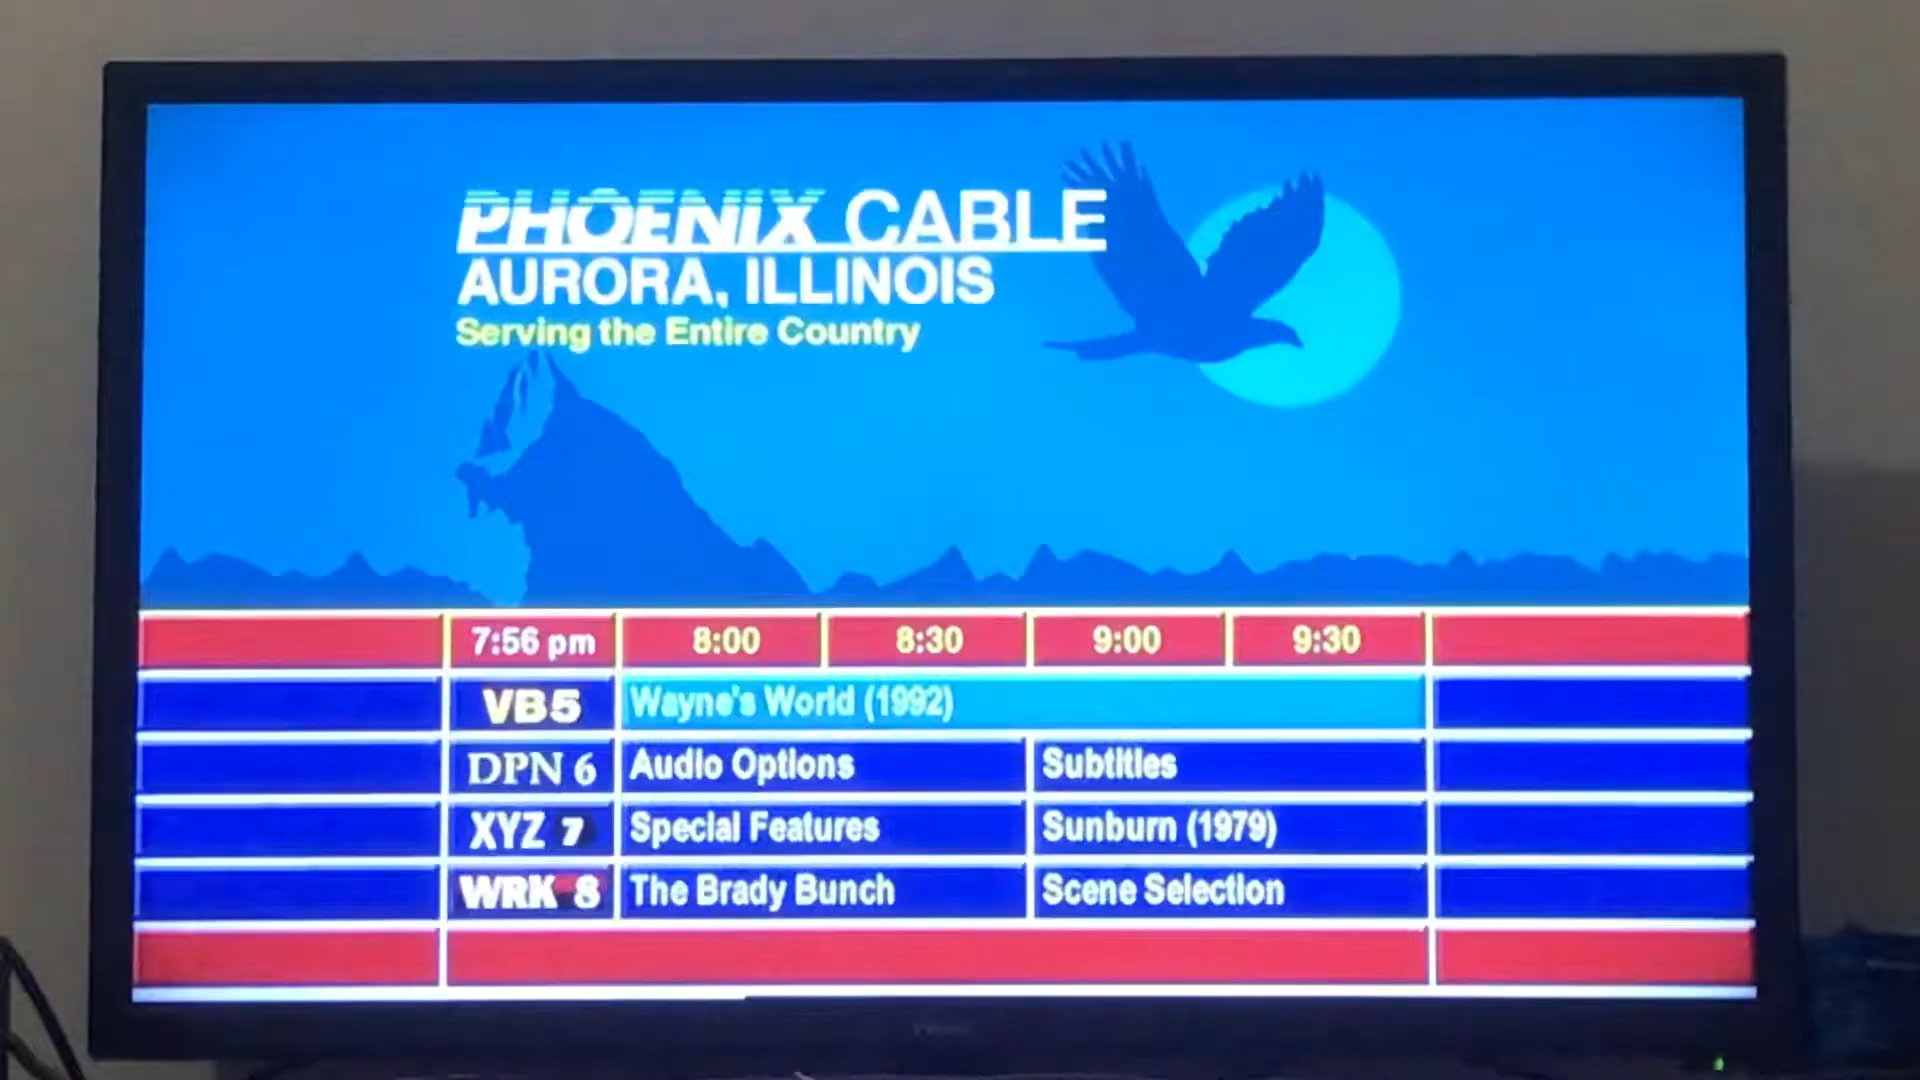 PHOENIX CABLE
AURORA, ILLINOIS
Serving the Entire Country
7:56 pm 8:00 8:30 9:00 9:30
VB5 Wayne's World (1992)
DPN 6 Audio Options Subtitles
XYZ 7 Special Features Sunburn (1979)
WRK 8 The Brady Bunch Scene Selection